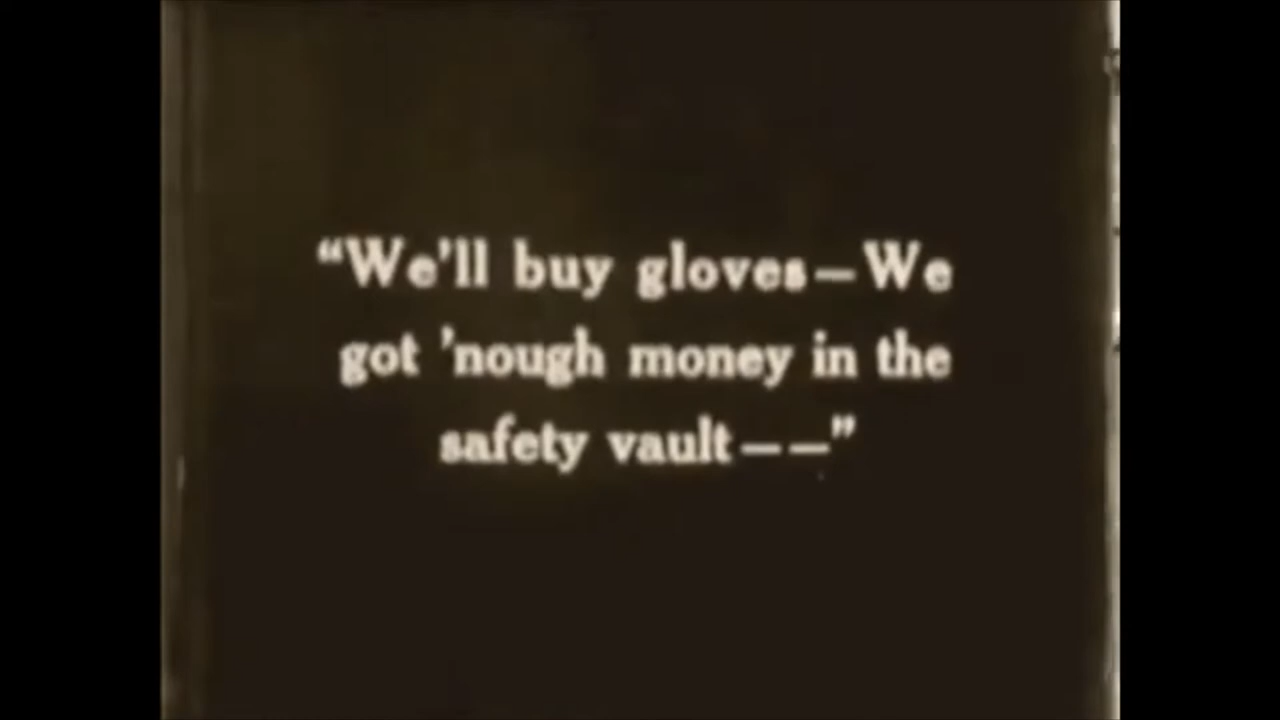 “We’ll buy gloves—We
got ’nough money in the
safety vault——”